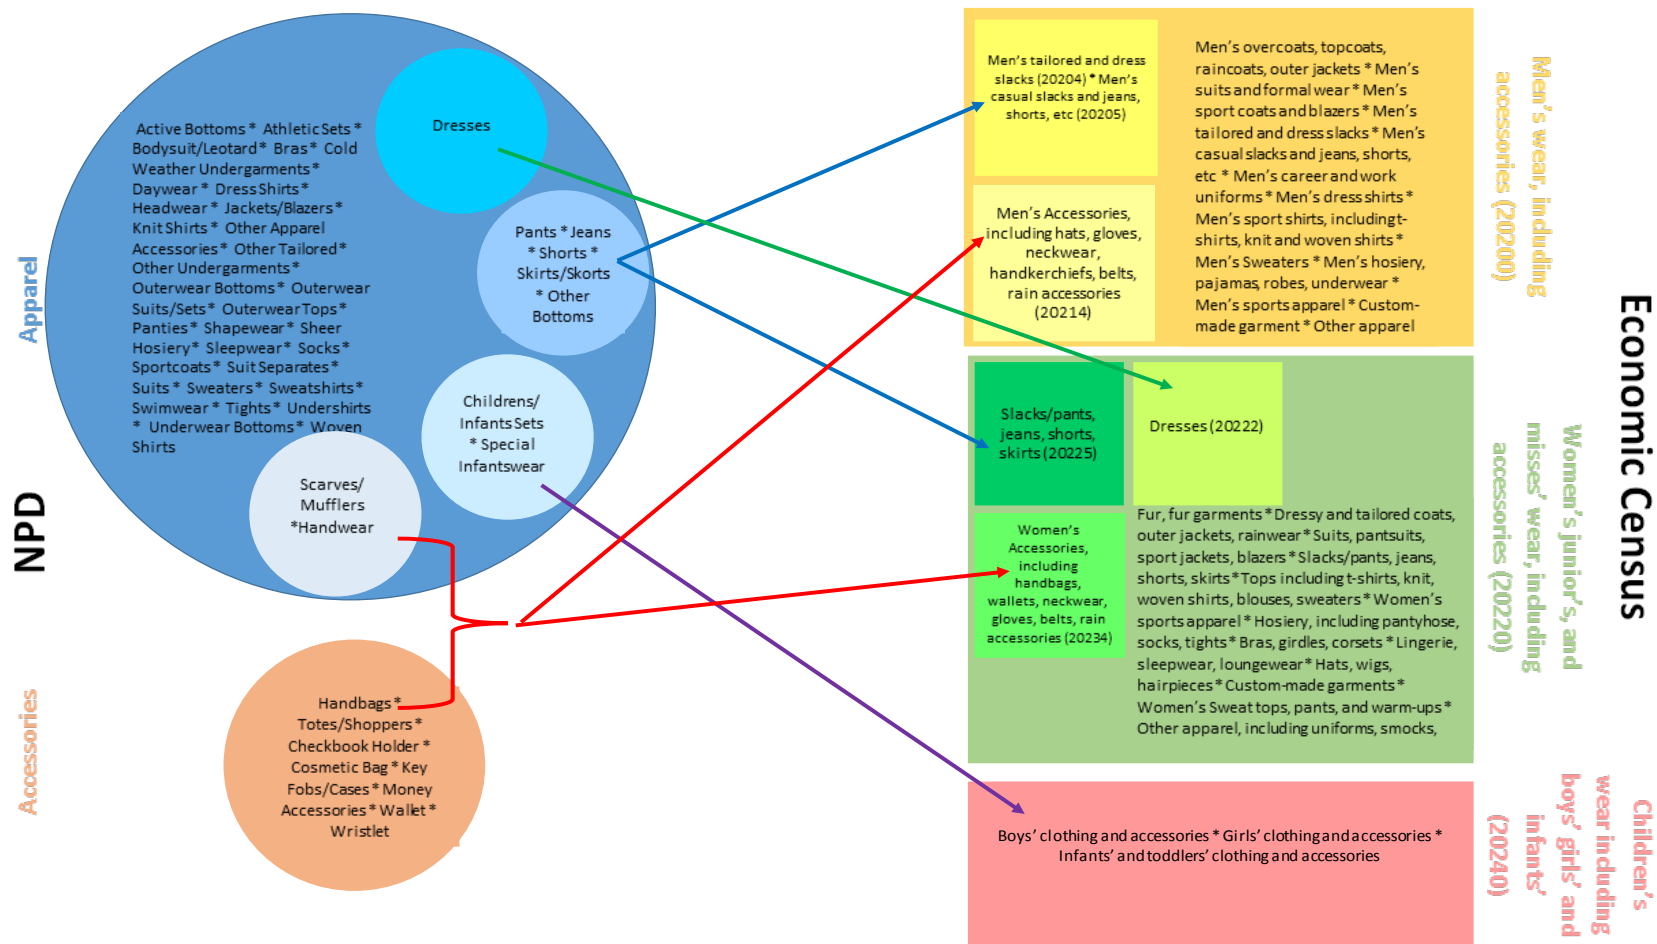 NPD
Apparel
Active Bottoms * Athletic Sets *
Bodysuit/Leotard * Bras * Cold
Weather Undergarments *
Daywear * Dress Shirts *
Headwear * Jackets/Blazers *
Knit Shirts * Other Apparel
Accessories * Other Tailored *
Other Undergarments *
Outerwear Bottoms * Outerwear
Suits/Sets * Outerwear Tops *
Panties * Shapewear * Sheer
Hosiery * Sleepwear * Socks *
Sportcoats * Suit Separates *
Suits * Sweaters * Sweatshirts *
Swimwear * Tights * Undershirts
* Underwear Bottoms * Woven
Shirts
Dresses
Pants * Jeans
* Shorts *
Skirts/Skorts
* Other
Bottoms
Childrens/
Infants Sets
* Special
Infantswear
Scarves/
Mufflers
*Handwear
Accessories
Handbags *
Totes/Shoppers *
Checkbook Holder *
Cosmetic Bag * Key
Fobs/Cases * Money
Accessories * Wallet *
Wristlet
Economic Census
Men's wear, including
accessories (20200)
Men's tailored and dress
slacks (20204) * Men's
casual slacks and jeans,
shorts, etc (20205)
Men's Accessories,
including hats, gloves,
neckwear,
handkerchiefs, belts,
rain accessories
(20214)
Men's overcoats, topcoats,
raincoats, outer jackets * Men's
suits and formal wear * Men's
sport coats and blazers * Men's
tailored and dress slacks * Men's
casual slacks and jeans, shorts,
etc * Men's career and work
uniforms * Men's dress shirts *
Men's sport shirts, including t-
shirts, knit and woven shirts *
Men's Sweaters * Men's hosiery,
pajamas, robes, underwear *
Men's sports apparel * Custom-
made garment * Other apparel
Women's junior's, and
misses' wear, including
accessories (20220)
Slacks/pants,
jeans, shorts,
skirts (20225)
Dresses (20222)
Women's
Accessories,
including
handbags,
wallets, neckwear,
gloves, belts, rain
accessories (20234)
Fur, fur garments * Dressy and tailored coats,
outer jackets, rainwear * Suits, pantsuits,
sport jackets, blazers * Slacks/pants, jeans,
shorts, skirts * Tops including t-shirts, knit,
woven shirts, blouses, sweaters * Women's
sports apparel * Hosiery, including pantyhose,
socks, tights * Bras, girdles, corsets * Lingerie,
sleepwear, loungewear * Hats, wigs,
hairpieces * Custom-made garments *
Women's Sweat tops, pants, and warm-ups *
Other apparel, including uniforms, smocks,
Children's
wear including
boys' girls' and
infants'
(20240)
Boys' clothing and accessories * Girls' clothing and accessories *
Infants' and toddlers' clothing and accessories